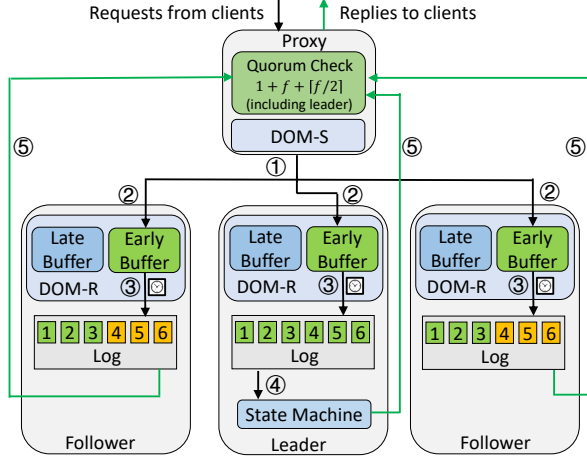 Requests from clients
Replies to clients
Proxy
Quorum Check
1 + f + ⌈f/2⌉
(including leader)
DOM-S
①
⑤
⑤
⑤
②
②
②
Late
Buffer
Early
Buffer
DOM-R
③
1 2 3 4 5 6
Log
Follower
Late
Buffer
Early
Buffer
DOM-R
③
1 2 3 4 5 6
Log
④
State Machine
Leader
Late
Buffer
Early
Buffer
DOM-R
③
1 2 3 4 5 6
Log
Follower